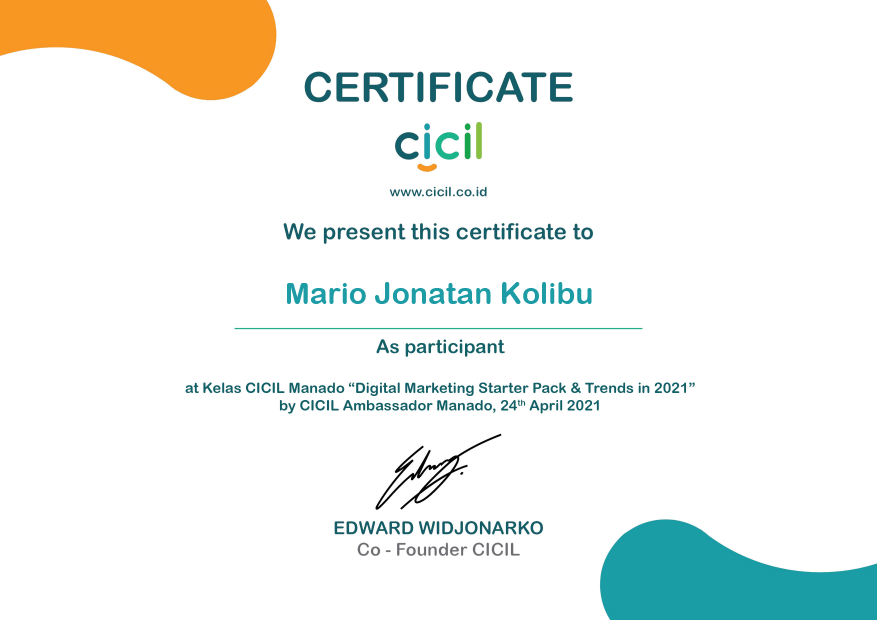 CERTIFICATE
cicil
www.cicil.co.id
We present this certificate to
Mario Jonatan Kolibu
As participant
at Kelas CICIL Manado “Digital Marketing Starter Pack & Trends in 2021”
by CICIL Ambassador Manado, 24th April 2021
EDWARD WIDJONARKO
Co - Founder CICIL